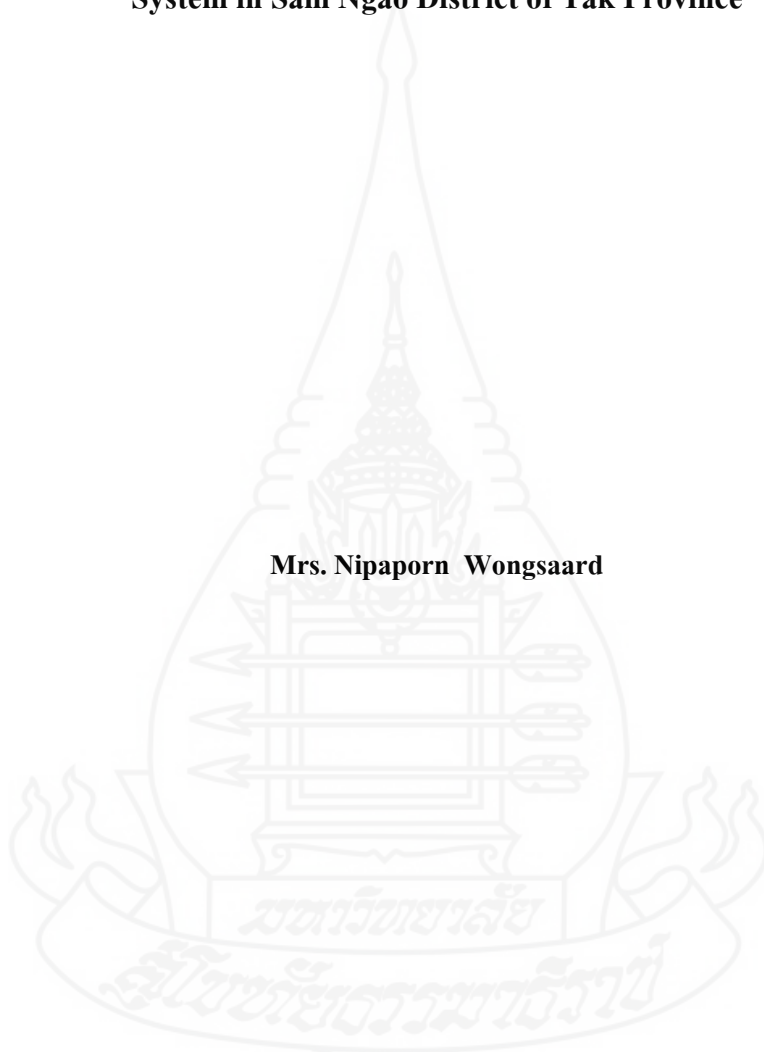 System in Sam Ngao District of Tak Province
Mrs. Nipaporn Wongsaard
มหาวิทยาลัย
สุโขทัยธรรมาธิราช